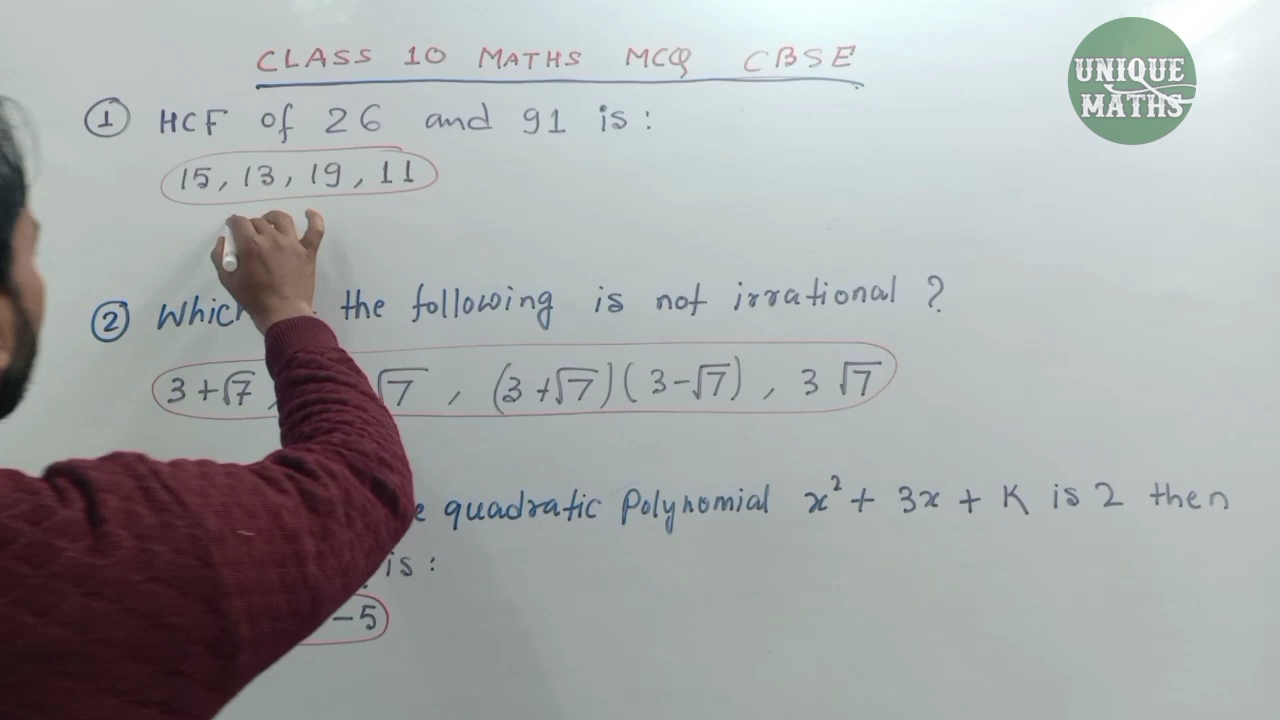 CLASS 10 MATHS MCQ CBSE
UNIQUE
MATHS
① HCF of 26 and 91 is:
15, 13, 19, 11
② the following is not irrational ?
3+√7, √7, (3+√7)(3-√7), 3√7
quadratic Polynomial x²+ 3x + K is 2 then
is:
-5